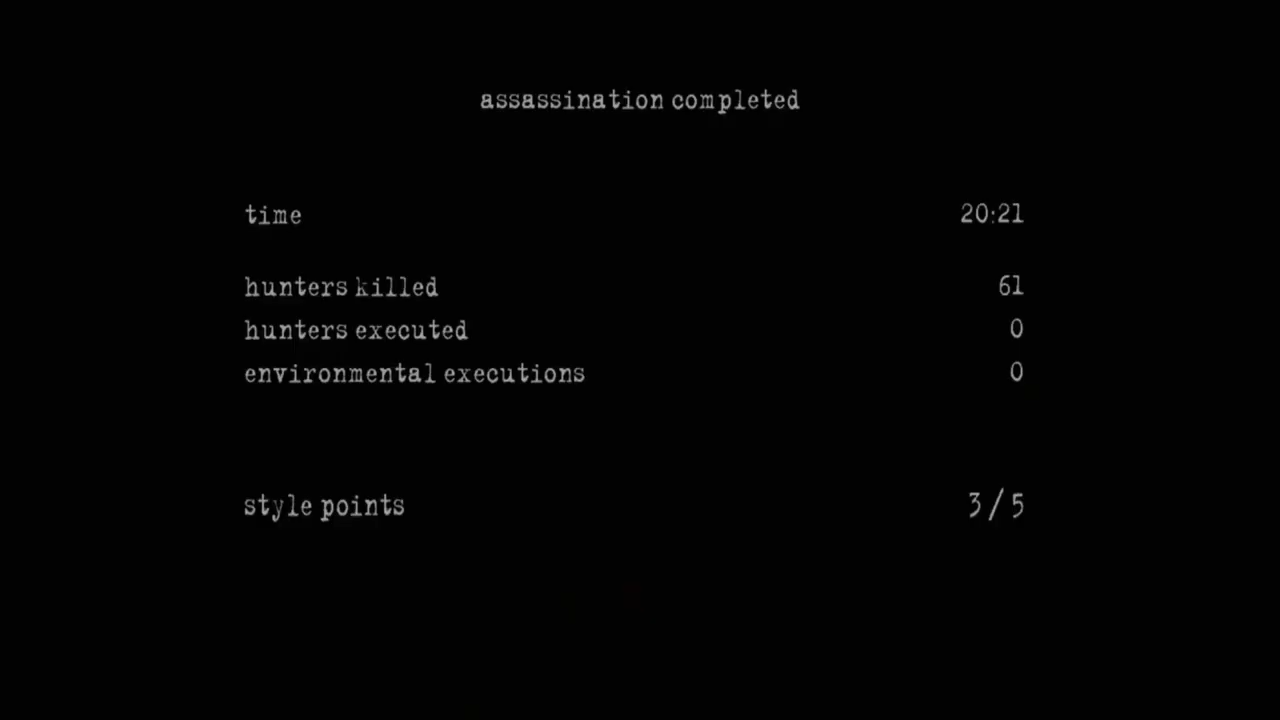 assassination completed
time 20:21
hunters killed 61
hunters executed 0
environmental executions 0
style points 3 / 5